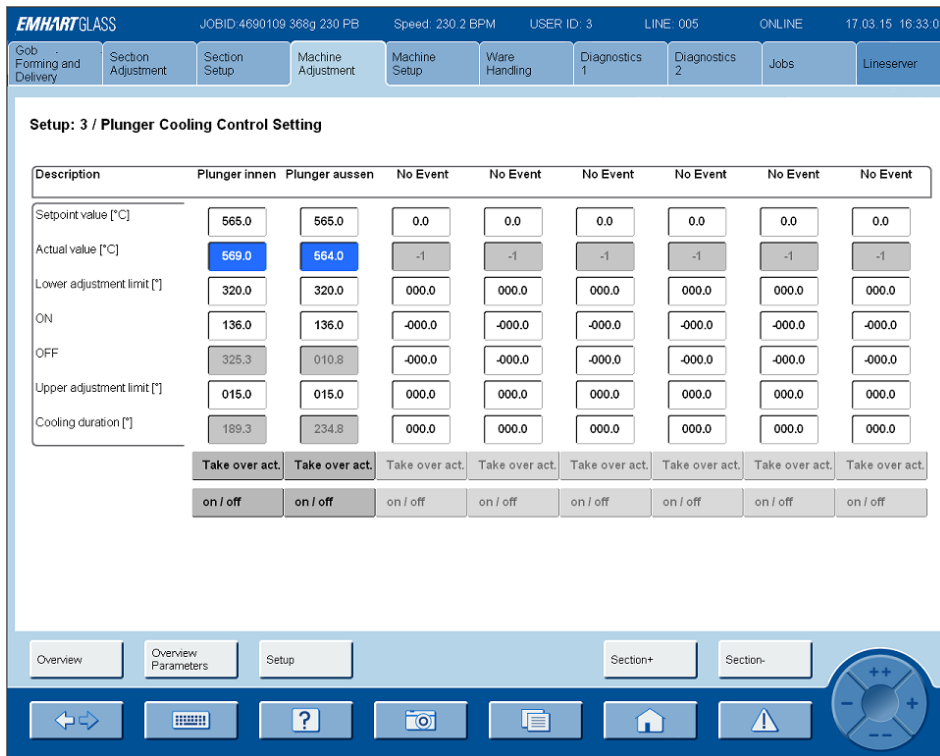 EMHART GLASS JOBID:4690109 368g 230 PB Speed: 230.2 BPM USER ID: 3 LINE: 005 ONLINE 17.03.15 16:33:0
Gob Forming and Delivery
Section Adjustment
Section Setup
Machine Adjustment
Machine Setup
Ware Handling
Diagnostics 1
Diagnostics 2
Jobs
Lineserver
Setup: 3 / Plunger Cooling Control Setting
Description Plunger innen Plunger aussen No Event No Event No Event No Event No Event No Event
Setpoint value [°C] 565.0 565.0 0.0 0.0 0.0 0.0 0.0 0.0
Actual value [°C] 569.0 564.0 -1 -1 -1 -1 -1 -1
Lower adjustment limit [°] 320.0 320.0 000.0 000.0 000.0 000.0 000.0 000.0
ON 136.0 136.0 -000.0 -000.0 -000.0 -000.0 -000.0 -000.0
OFF 325.3 010.8 -000.0 -000.0 -000.0 -000.0 -000.0 -000.0
Upper adjustment limit [°] 015.0 015.0 000.0 000.0 000.0 000.0 000.0 000.0
Cooling duration [°] 189.3 234.8 000.0 000.0 000.0 000.0 000.0 000.0
Take over act. Take over act. Take over act. Take over act. Take over act. Take over act. Take over act. Take over act.
on / off on / off on / off on / off on / off on / off on / off on / off
Overview
Overview Parameters
Setup
Section+
Section-
++
- +
--
?